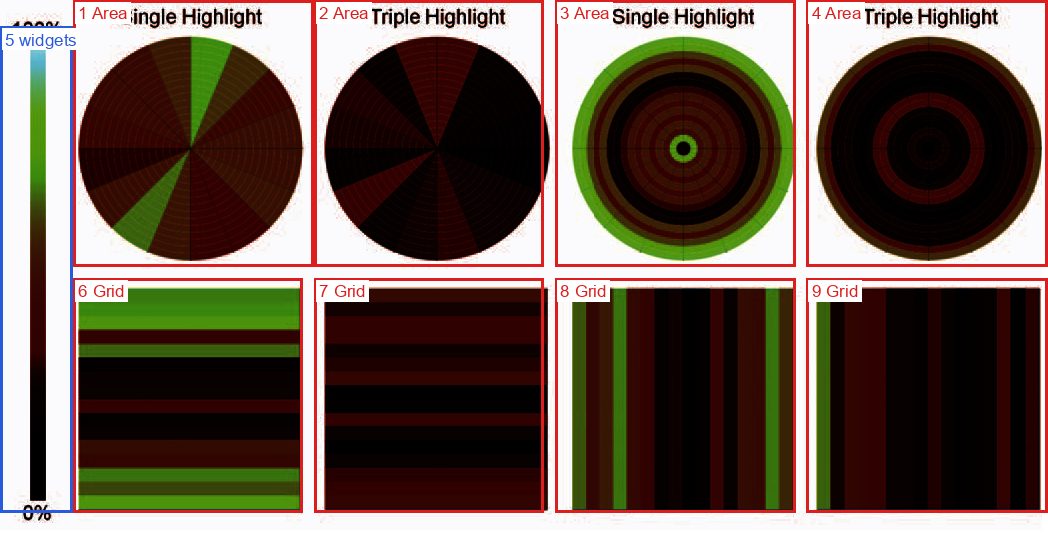 1 Area
Single Highlight
2 Area
Triple Highlight
3 Area
Single Highlight
4 Area
Triple Highlight
5 widgets
6 Grid
7 Grid
8 Grid
9 Grid
0%